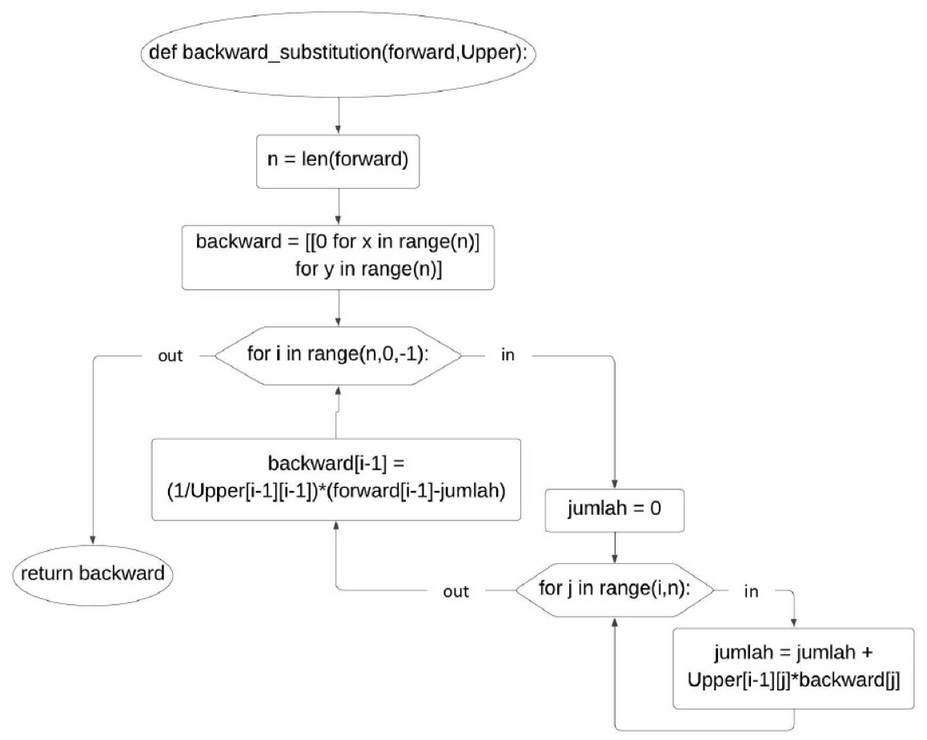 def backward_substitution(forward,Upper):
n = len(forward)
backward = [[0 for x in range(n)]
for y in range(n)]
out
for i in range(n,0,-1):
in
backward[i-1] =
(1/Upper[i-1][i-1])*(forward[i-1]-jumlah)
jumlah = 0
return backward
out
for j in range(i,n):
in
jumlah = jumlah +
Upper[i-1][j]*backward[j]